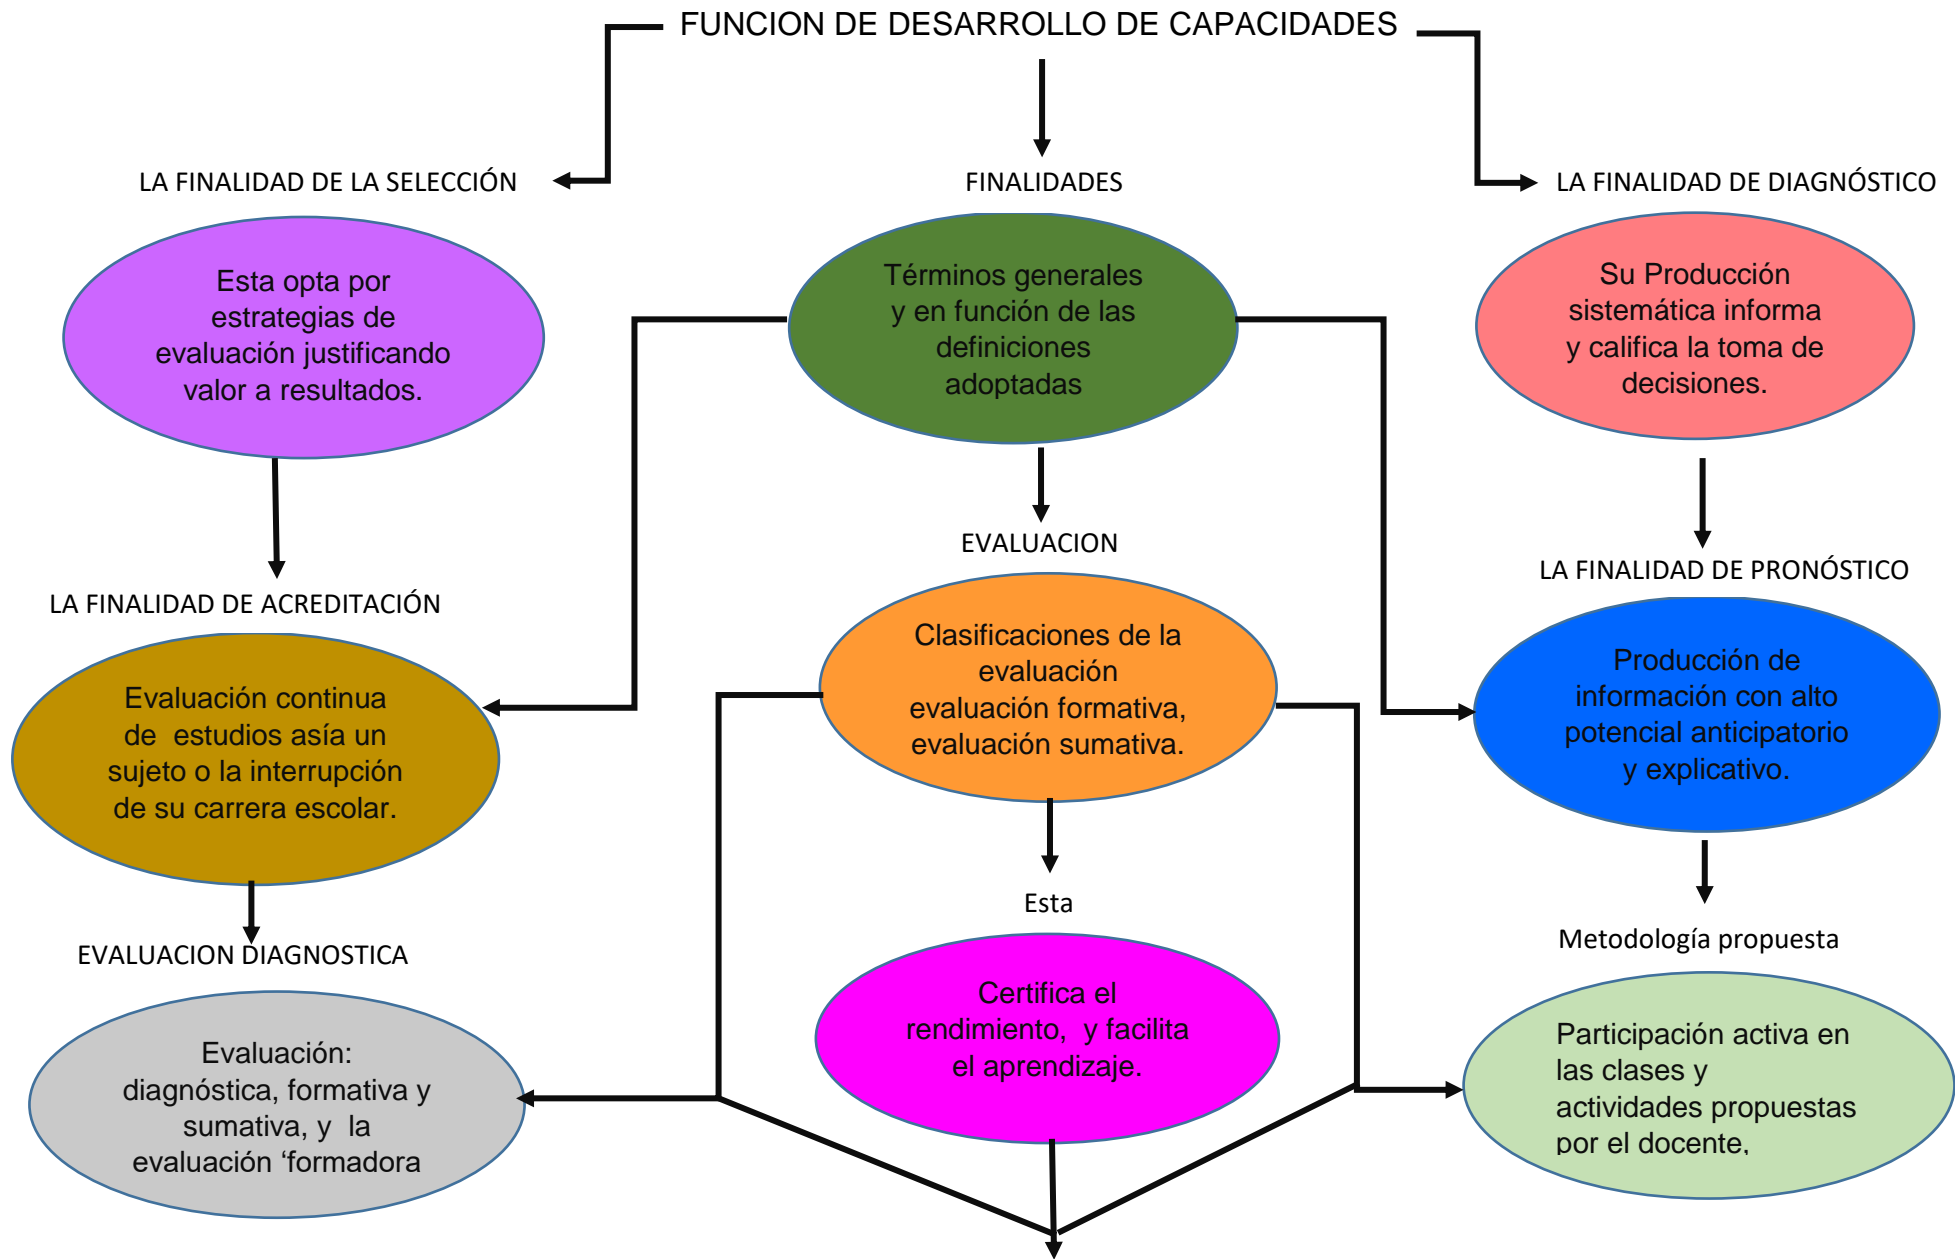 FUNCION DE DESARROLLO DE CAPACIDADES
LA FINALIDAD DE LA SELECCIÓN
FINALIDADES
LA FINALIDAD DE DIAGNÓSTICO
Esta opta por
estrategias de
evaluación justificando
valor a resultados.
Términos generales
y en función de las
definiciones
adoptadas
Su Producción
sistemática informa
y califica la toma de
decisiones.
LA FINALIDAD DE ACREDITACIÓN
EVALUACION
LA FINALIDAD DE PRONÓSTICO
Evaluación continua
de estudios asía un
sujeto o la interrupción
de su carrera escolar.
Clasificaciones de la
evaluación
evaluación formativa,
evaluación sumativa.
Producción de
información con alto
potencial anticipatorio
y explicativo.
EVALUACION DIAGNOSTICA
Esta
Metodología propuesta
Evaluación:
diagnóstica, formativa y
sumativa, y la
evaluación ‘formadora
Certifica el
rendimiento, y facilita
el aprendizaje.
Participación activa en
las clases y
actividades propuestas
por el docente,